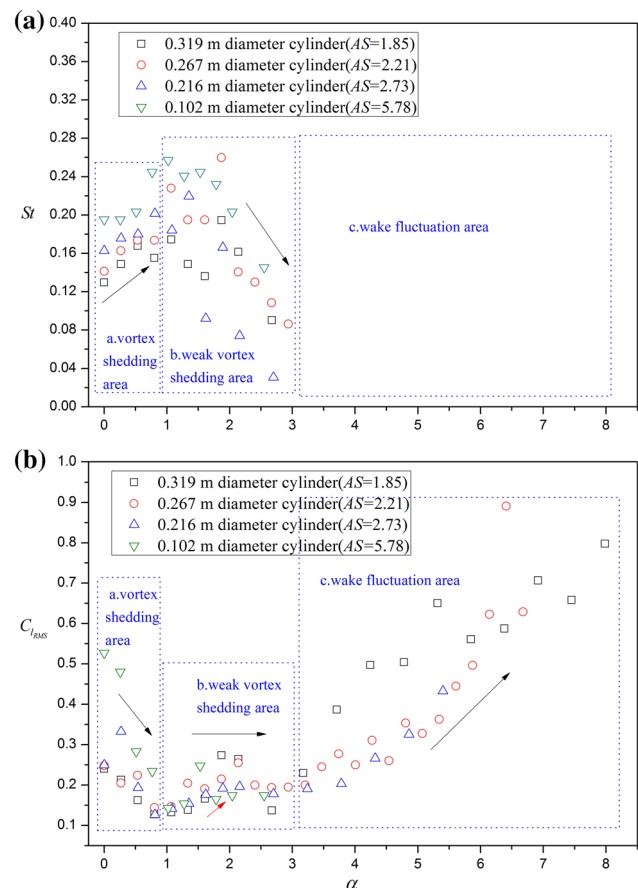 (a)
0.40
0.36
0.32
0.28
0.24
0.20
0.16
0.12
0.08
0.04
0.00
St
0.319 m diameter cylinder(AS=1.85)
0.267 m diameter cylinder(AS=2.21)
0.216 m diameter cylinder(AS=2.73)
0.102 m diameter cylinder(AS=5.78)
a.vortex
shedding
area
b.weak vortex
shedding area
c.wake fluctuation area
0 1 2 3 4 5 6 7 8
(b)
1.0
0.9
0.8
0.7
0.6
0.5
0.4
0.3
0.2
0.1
C_{l_{RMS}}
0.319 m diameter cylinder(AS=1.85)
0.267 m diameter cylinder(AS=2.21)
0.216 m diameter cylinder(AS=2.73)
0.102 m diameter cylinder(AS=5.78)
a.vortex
shedding
area
b.weak vortex
shedding area
c.wake fluctuation area
0 1 2 3 4 5 6 7 8
α